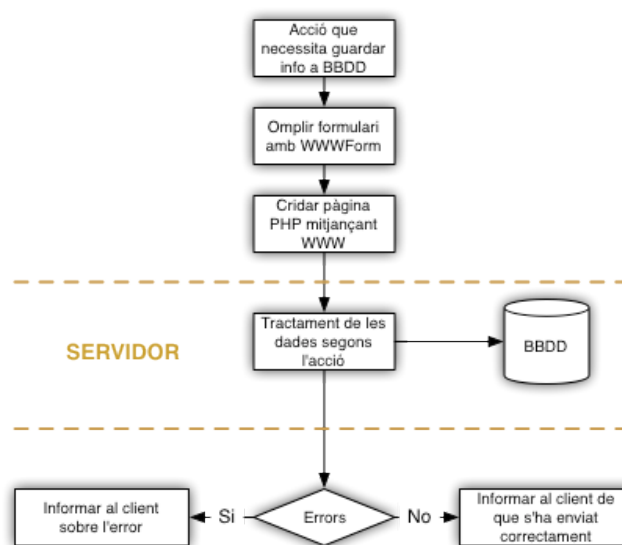 Acció que
necessita guardar
info a BBDD
Omplir formulari
amb WWWForm
Cridar pàgina
PHP mitjançant
WWW
SERVIDOR
Tractament de les
dades segons
l'acció
BBDD
Informar al client
sobre l'error
Si
Errors
No
Informar al client de
que s'ha enviat
correctament